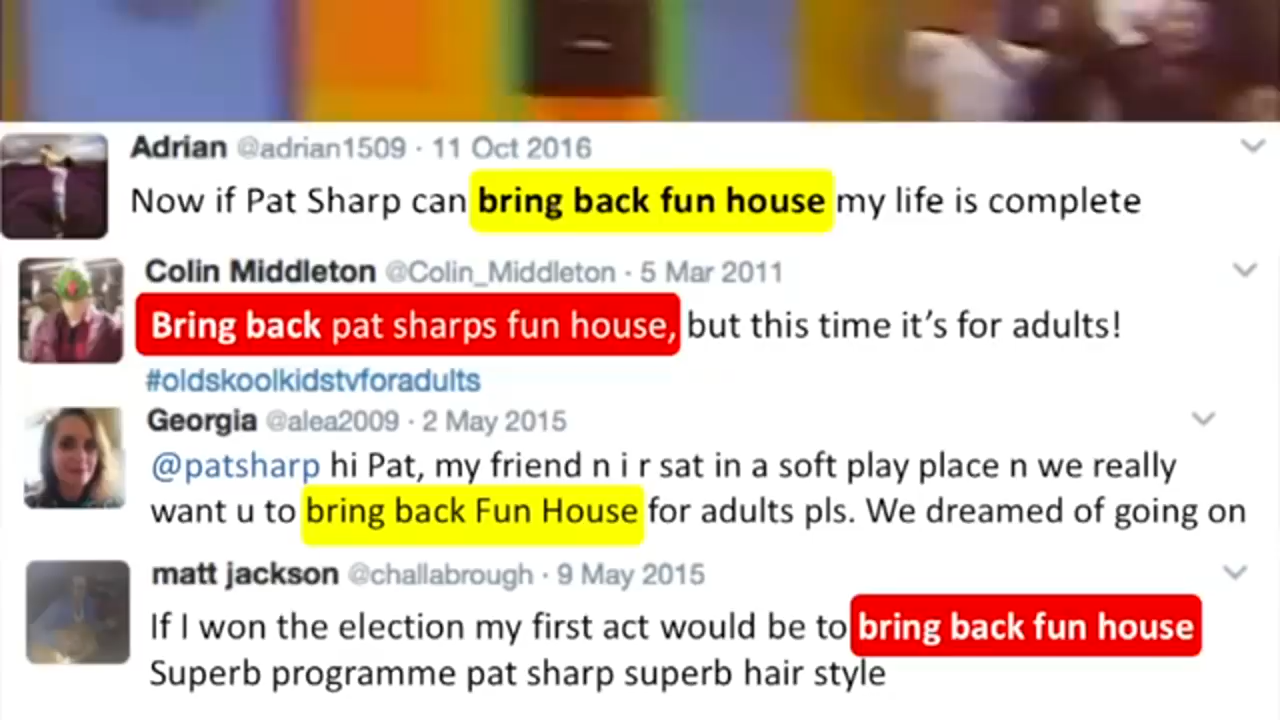 Adrian @adrian1509 · 11 Oct 2016
Now if Pat Sharp can bring back fun house my life is complete
Colin Middleton @Colin_Middleton · 5 Mar 2011
Bring back pat sharps fun house, but this time it's for adults!
#oldskoolkidstvforadults
Georgia @alea2009 · 2 May 2015
@patsharp hi Pat, my friend n i r sat in a soft play place n we really
want u to bring back Fun House for adults pls. We dreamed of going on
matt jackson @challabrough · 9 May 2015
If I won the election my first act would be to bring back fun house
Superb programme pat sharp superb hair style